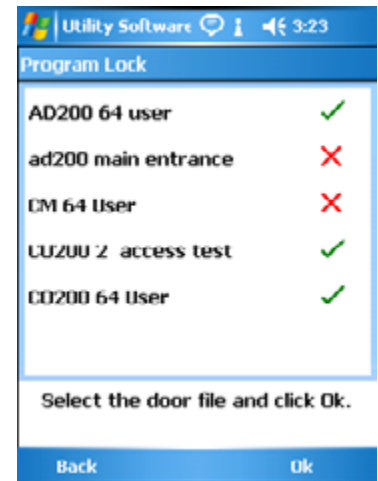 Utility Software 3:23
Program Lock
AD200 64 user
ad200 main entrance
CM 64 User
CO200 2 access test
CO200 64 User
Select the door file and click Ok.
Back Ok